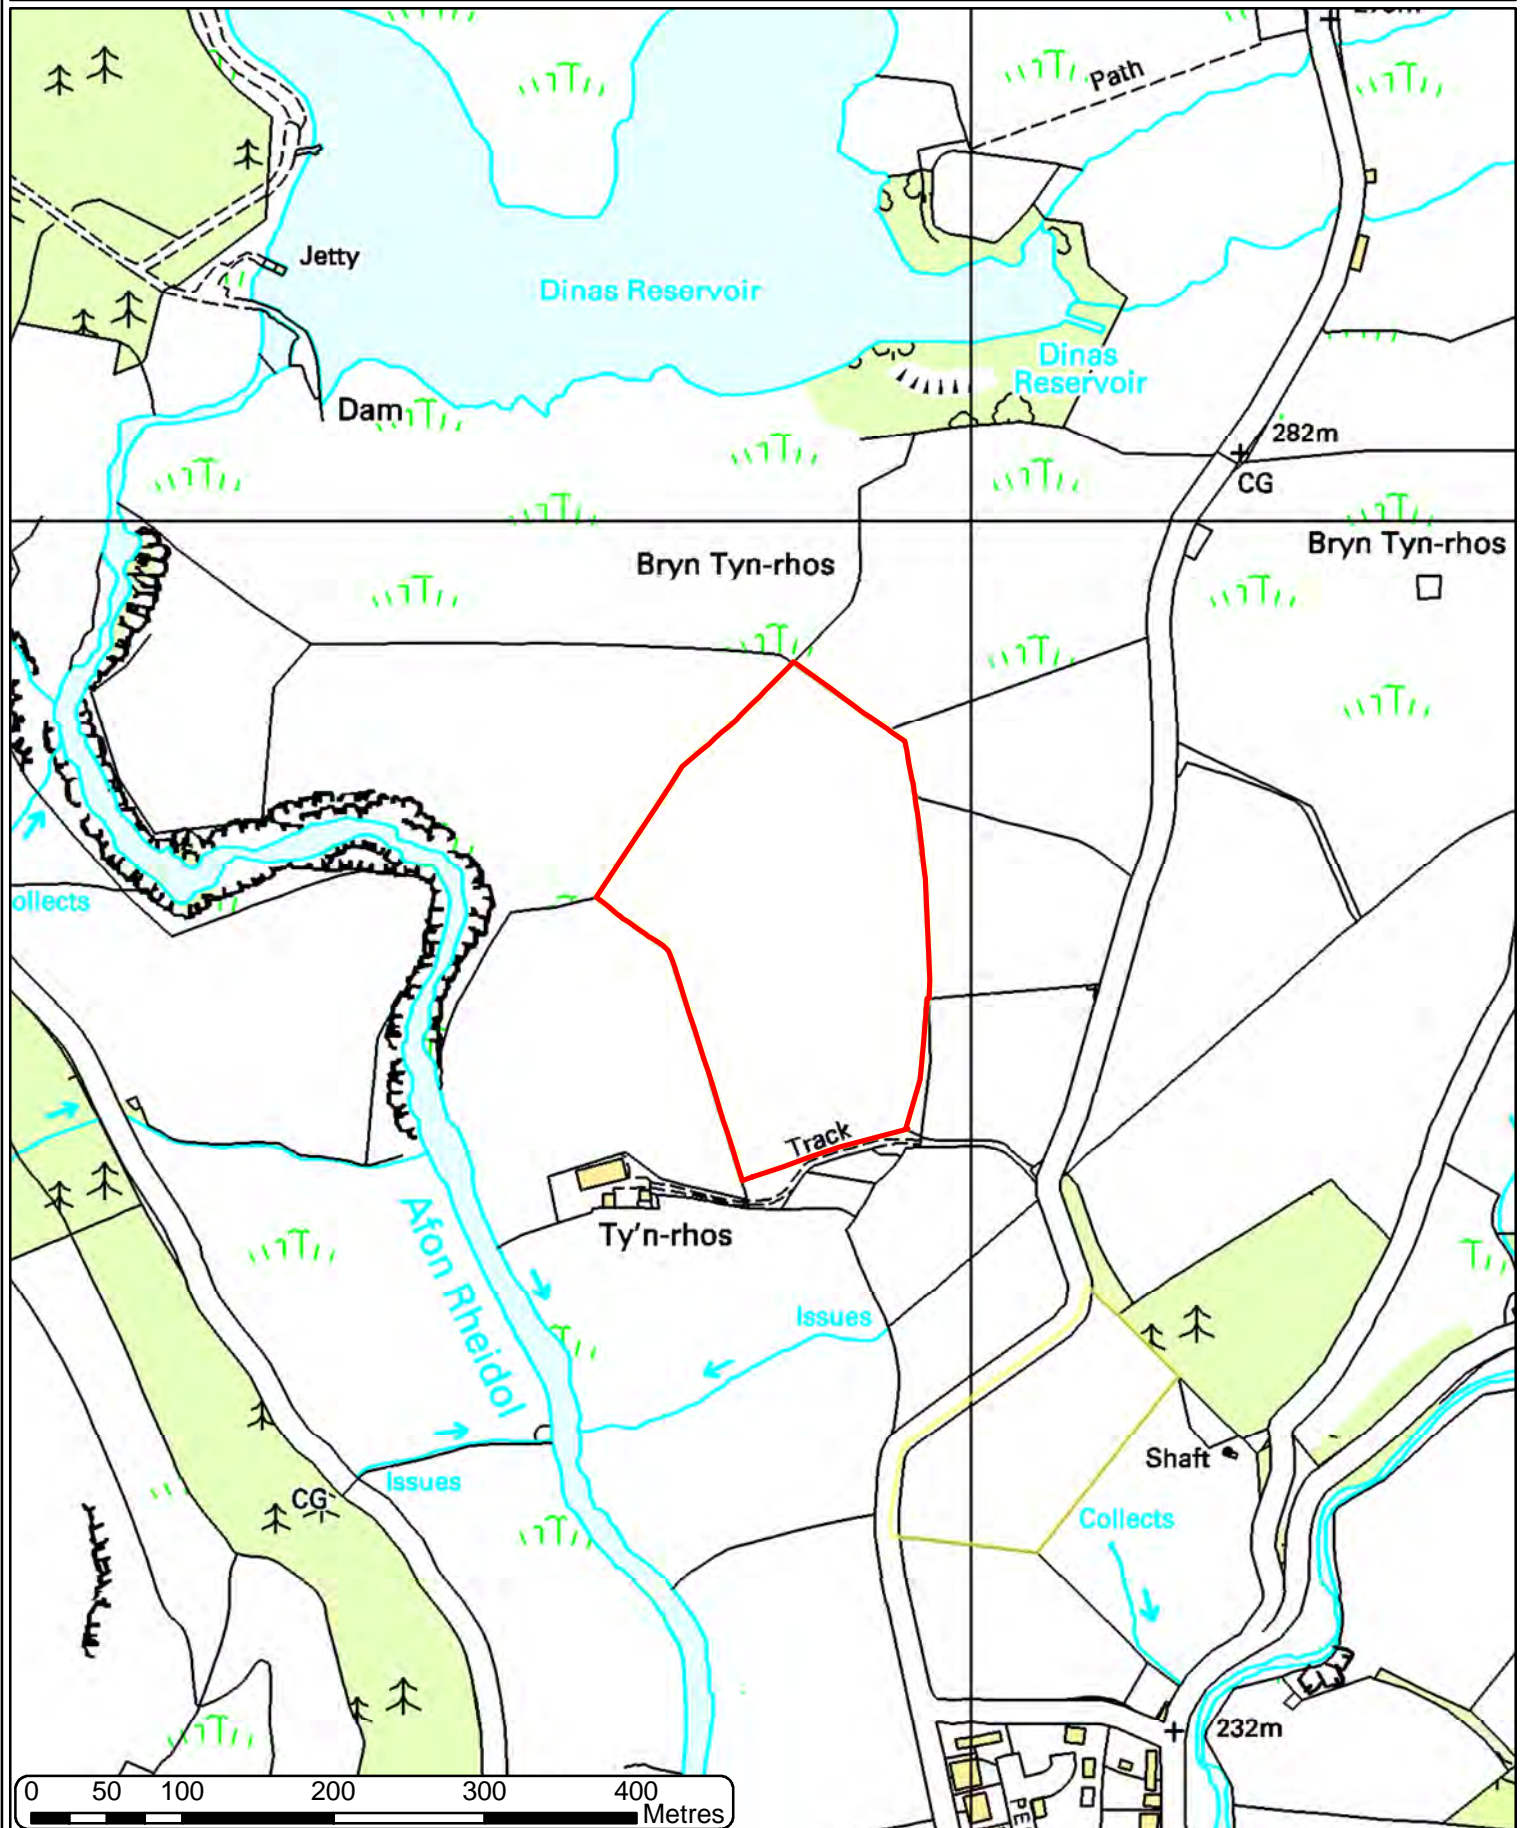 Path
Jetty
Dinas Reservoir
Dinas
Reservoir
Dam
282m
CG
Bryn Tyn-rhos
Bryn Tyn-rhos
ollects
Track
Ty'n-rhos
Afon Rheidol
Issues
Shaft
Issues
CG
Collects
232m
0 50 100 200 300 400
Metres